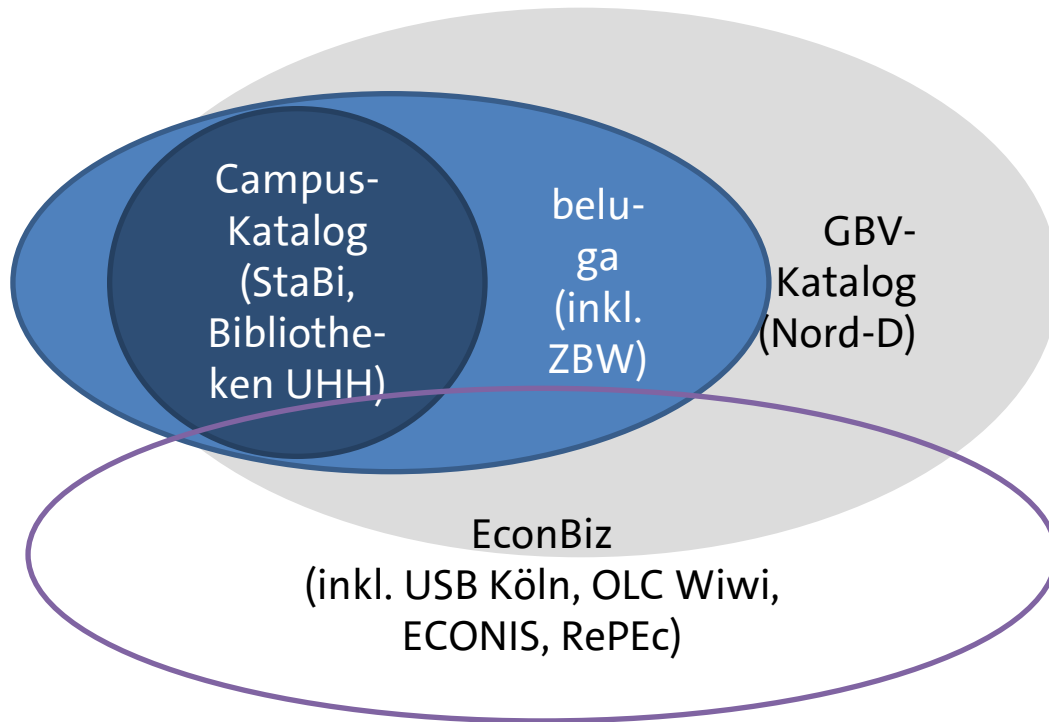 Campus-
Katalog
(StaBi,
Bibliothe-
ken UHH)
belu-
ga
(inkl.
ZBW)
GBV-
Katalog
(Nord-D)
EconBiz
(inkl. USB Köln, OLC Wiwi,
ECONIS, RePEc)